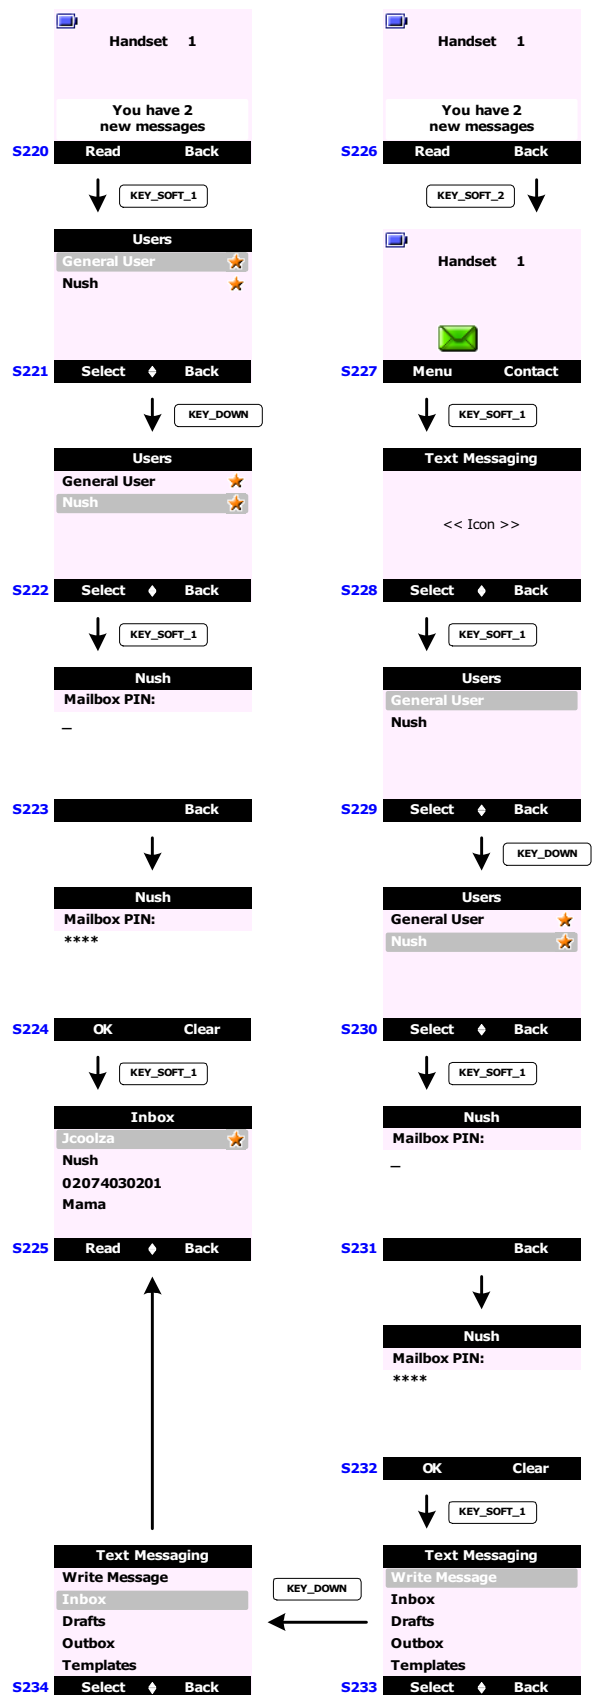 Handset 1
You have 2
new messages
S220 Read Back
KEY_SOFT_1
Users
General User
Nush
S221 Select Back
KEY_DOWN
Users
General User
Nush
S222 Select Back
KEY_SOFT_1
Nush
Mailbox PIN:
_
S223 Back
Nush
Mailbox PIN:
****
S224 OK Clear
KEY_SOFT_1
Inbox
Jcoolza
Nush
02074030201
Mama
S225 Read Back
Handset 1
You have 2
new messages
S226 Read Back
KEY_SOFT_2
Handset 1
S227 Menu Contact
KEY_SOFT_1
Text Messaging
<< Icon >>
S228 Select Back
KEY_SOFT_1
Users
General User
Nush
S229 Select Back
KEY_DOWN
Users
General User
Nush
S230 Select Back
KEY_SOFT_1
Nush
Mailbox PIN:
_
S231 Back
Nush
Mailbox PIN:
****
S232 OK Clear
KEY_SOFT_1
Text Messaging
Write Message
Inbox
Drafts
Outbox
Templates
S233 Select Back
KEY_DOWN
Text Messaging
Write Message
Inbox
Drafts
Outbox
Templates
S234 Select Back